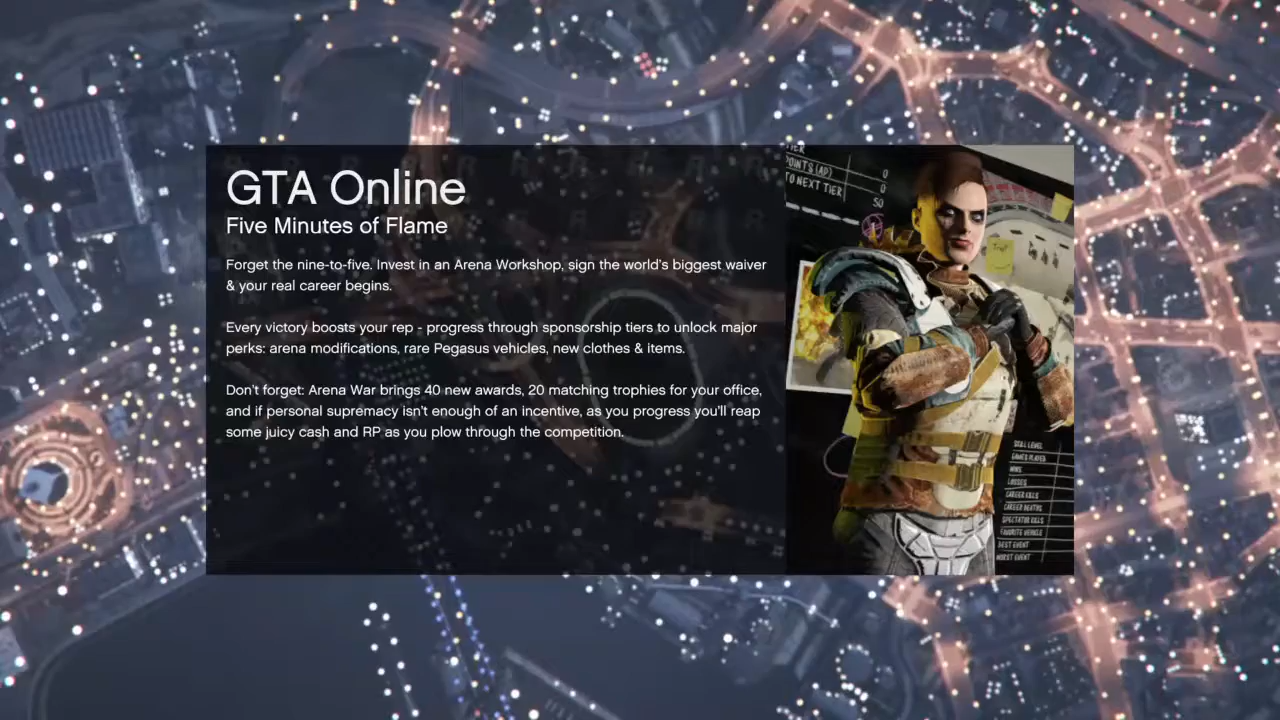 GTA Online
Five Minutes of Flame
Forget the nine-to-five. Invest in an Arena Workshop, sign the world's biggest waiver
& your real career begins.
Every victory boosts your rep - progress through sponsorship tiers to unlock major
perks: arena modifications, rare Pegasus vehicles, new clothes & items.
Don't forget: Arena War brings 40 new awards, 20 matching trophies for your office,
and if personal supremacy isn't enough of an incentive, as you progress you'll reap
some juicy cash and RP as you plow through the competition.
TIER 0
POINTS (AP) 0
TO NEXT TIER 50
SKILL LEVEL
GAMES PLAYED
WINS
LOSSES
CAREER KILLS
CAREER DEATHS
SPECTATOR KILLS
FAVORITE VEHICLE
BEST EVENT
WORST EVENT